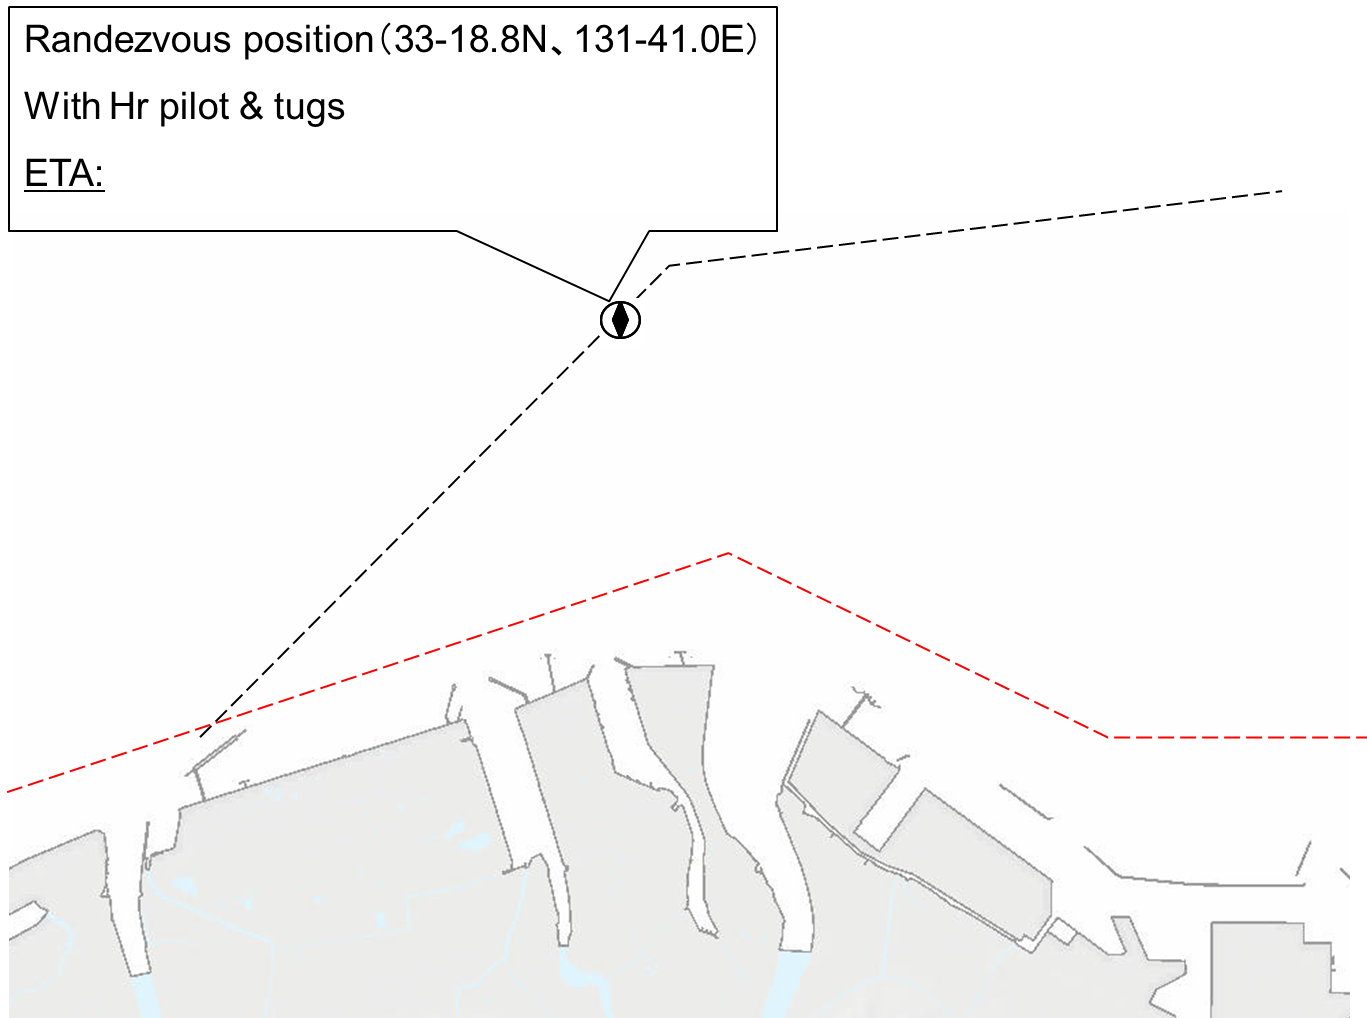 Randezvous position（33-18.8N、131-41.0E）
With Hr pilot & tugs
ETA: